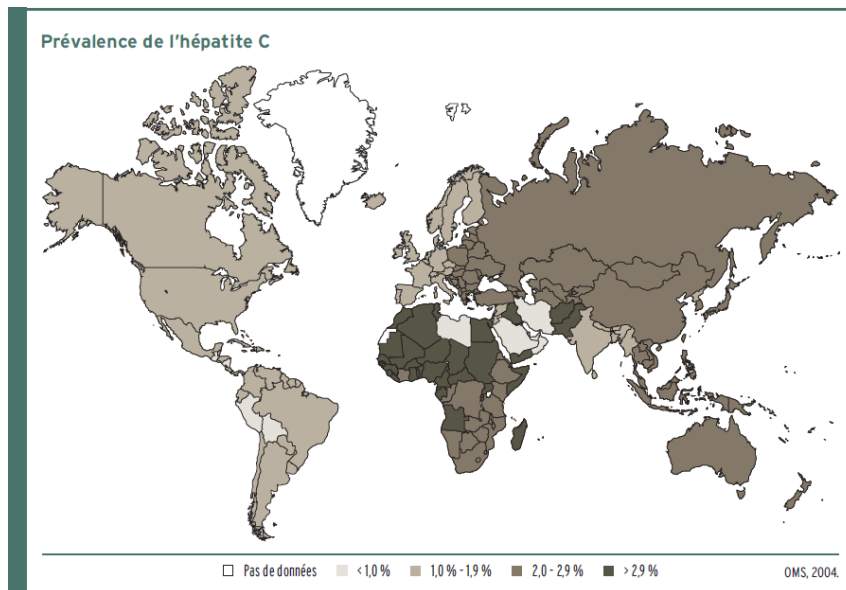 Prévalence de l'hépatite C
Pas de données < 1,0 % 1,0 % - 1,9 % 2,0 - 2,9 % > 2,9 % OMS, 2004.